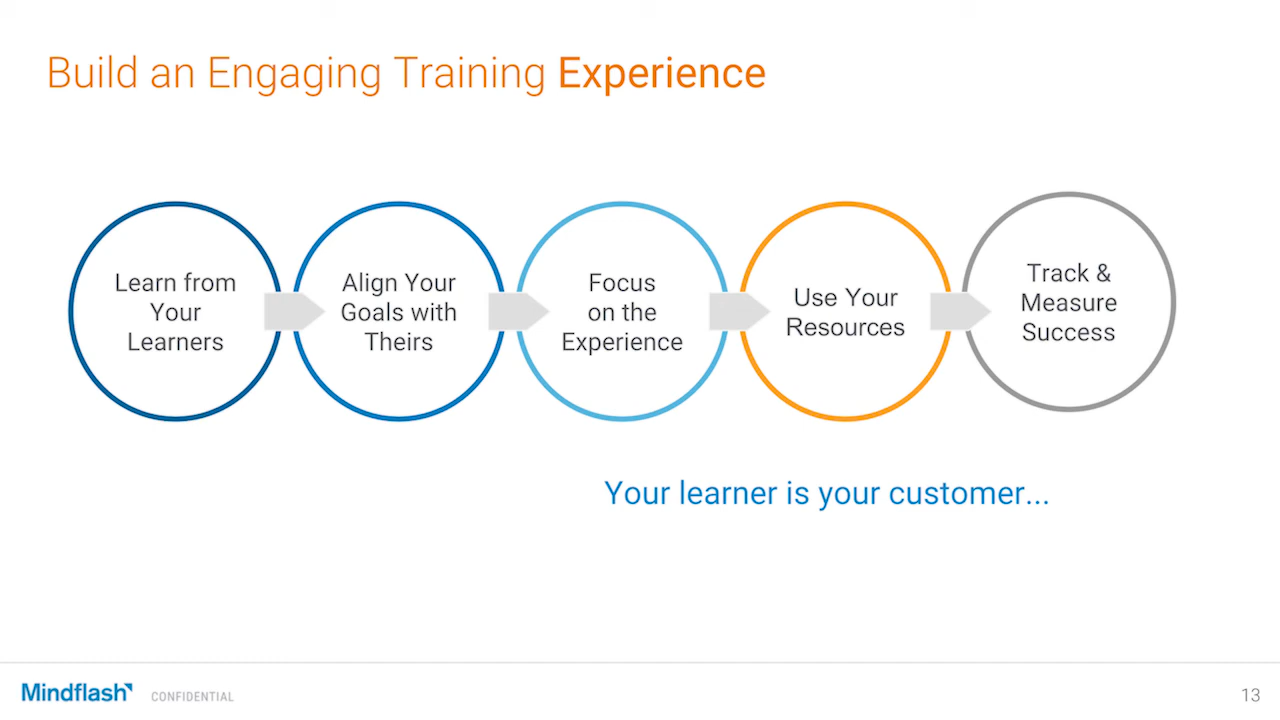 Build an Engaging Training Experience
Learn from
Your
Learners
Align Your
Goals with
Theirs
Focus
on the
Experience
Use Your
Resources
Track &
Measure
Success
Your learner is your customer...
Mindflash
CONFIDENTIAL
13